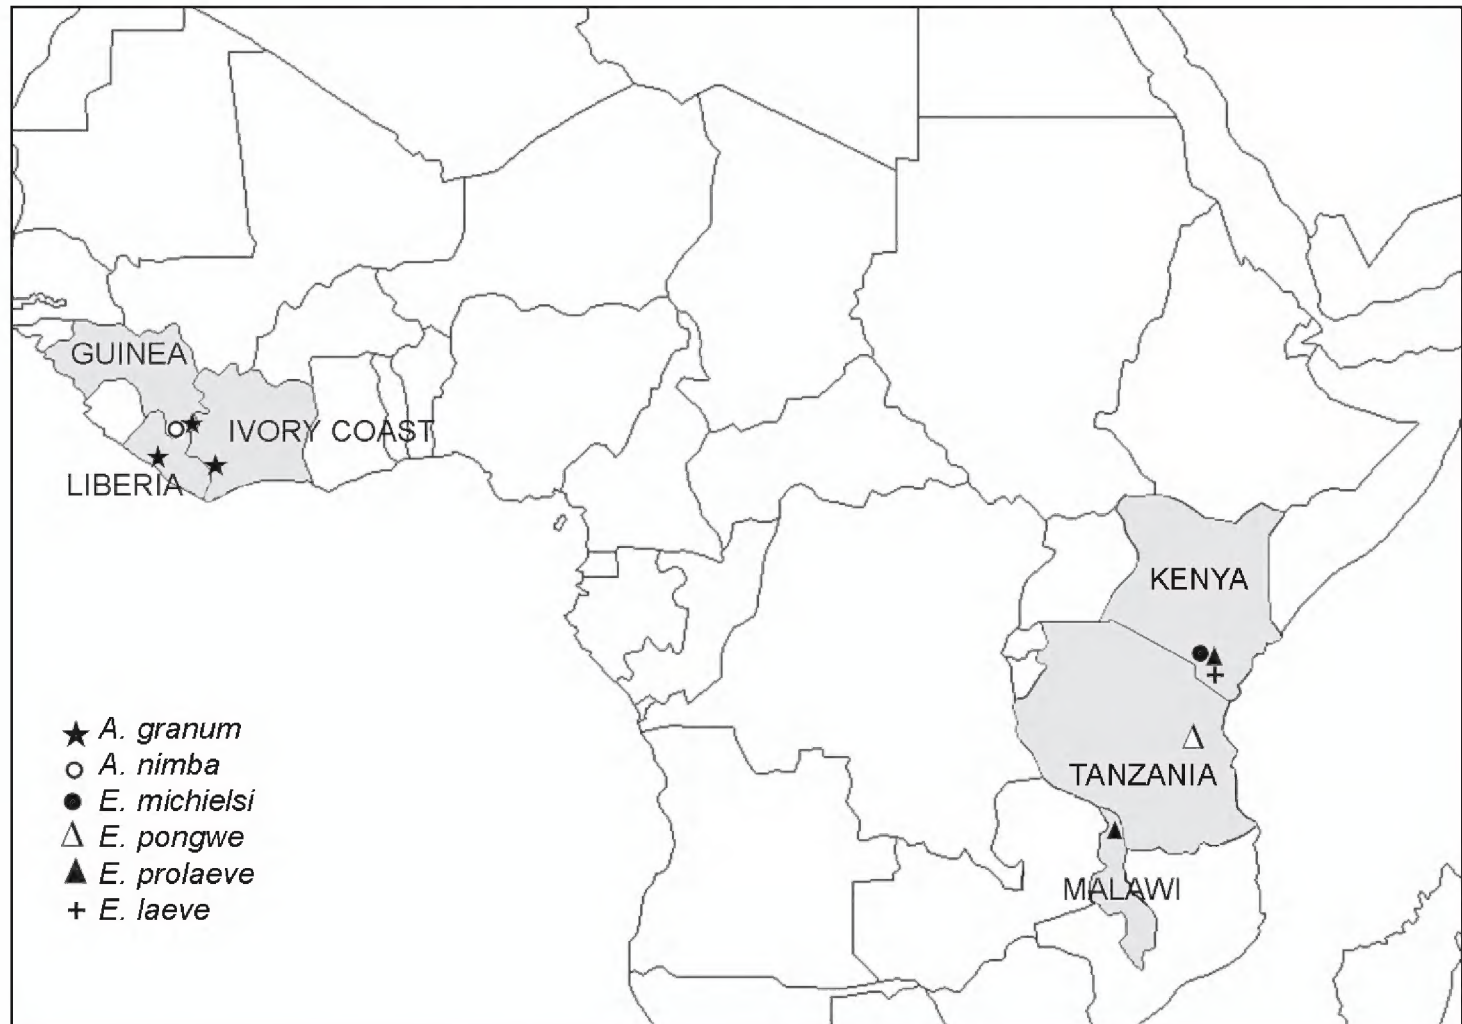 GUINEA
IVORY COAST
LIBERIA
KENYA
TANZANIA
MALAWI
A. granum
A. nimba
E. michielsi
E. pongwe
E. prolaeve
E. laeve